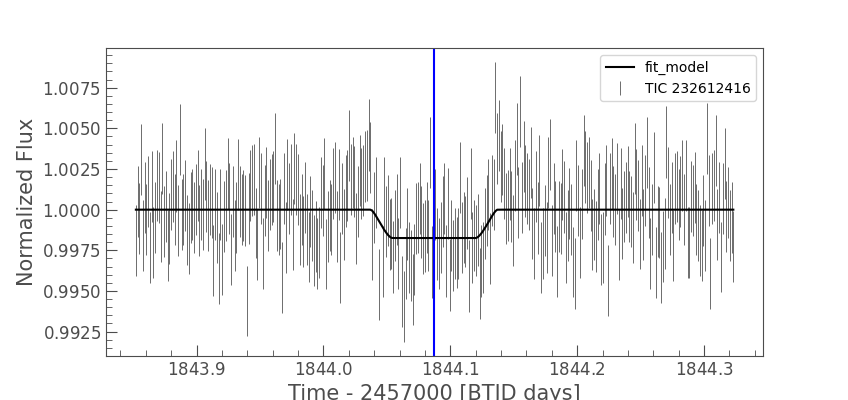 fit_model
TIC 232612416
Normalized Flux
1.0075
1.0050
1.0025
1.0000
0.9975
0.9950
0.9925
1843.9 1844.0 1844.1 1844.2 1844.3
Time - 2457000 [BTJD days]